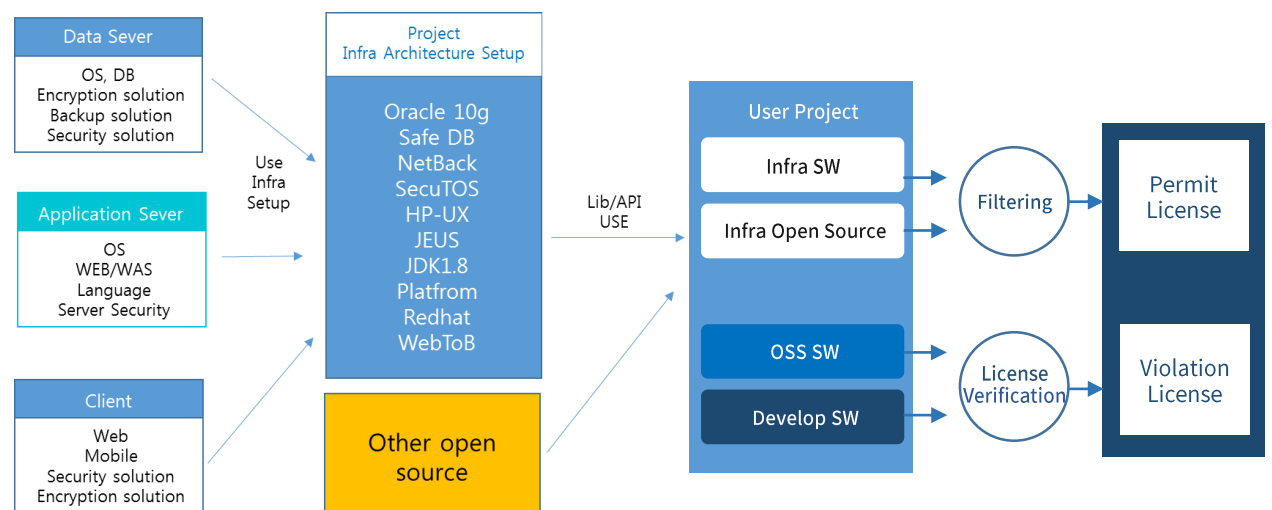 Data Sever
OS, DB
Encryption solution
Backup solution
Security solution
Application Sever
OS
WEB/WAS
Language
Server Security
Client
Web
Mobile
Security solution
Encryption solution
Use
Infra
Setup
Project
Infra Architecture Setup
Oracle 10g
Safe DB
NetBack
SecuTOS
HP-UX
JEUS
JDK1.8
Platfrom
Redhat
WebToB
Other open
source
Lib/API
USE
User Project
Infra SW
Infra Open Source
OSS SW
Develop SW
Filtering
License
Verification
Permit
License
Violation
License